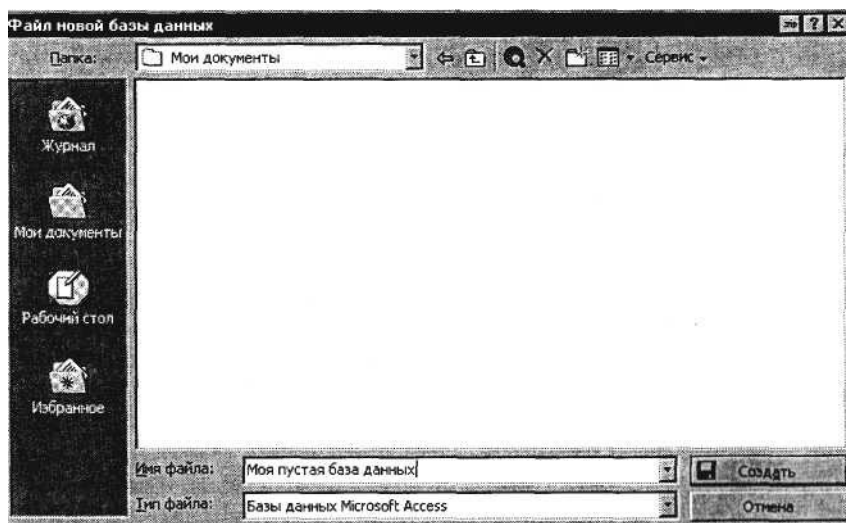 Файл новой базы данных
Папка: Мои документы Сервис
Журнал
Мои документы
Рабочий стол
Избранное
Имя файла: Моя пустая база данных Создать
Тип файла: Базы данных Microsoft Access Отмена